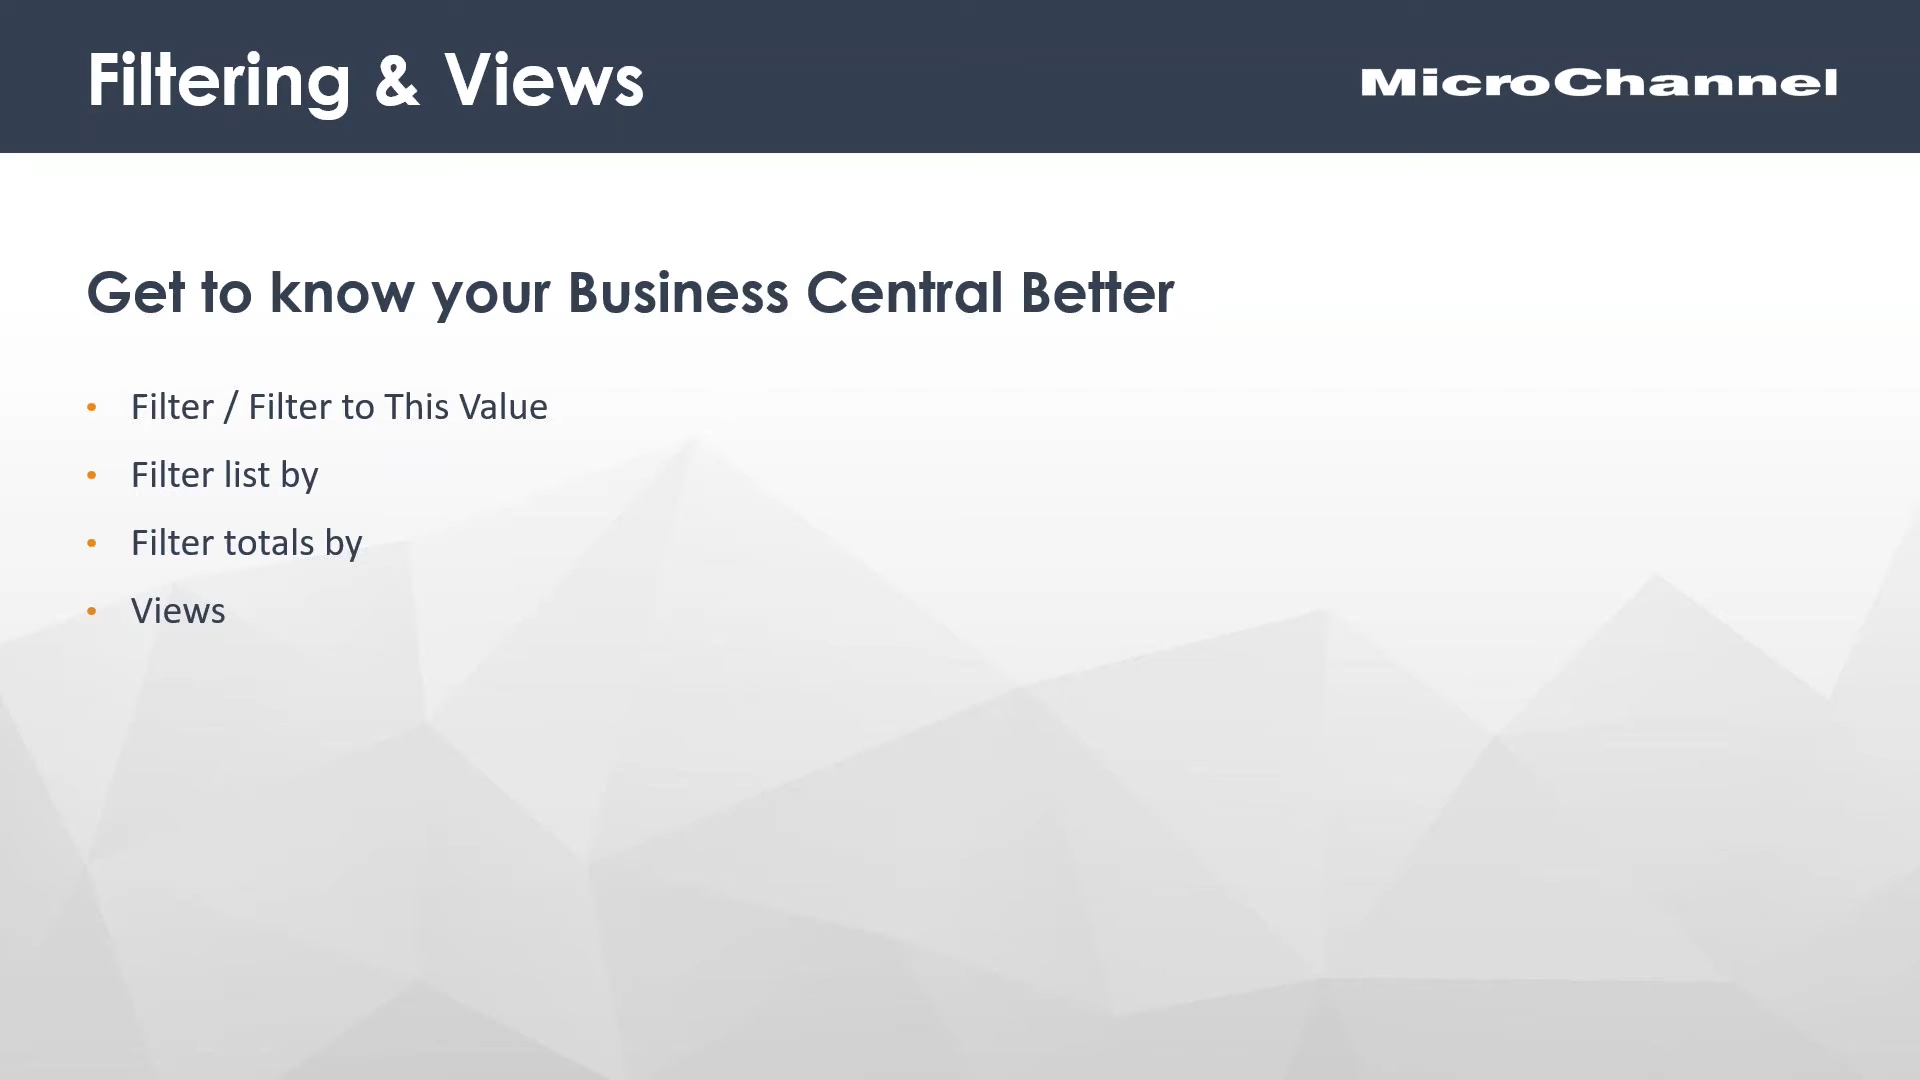 Filtering & Views
MicroChannel
Get to know your Business Central Better
• Filter / Filter to This Value
• Filter list by
• Filter totals by
• Views